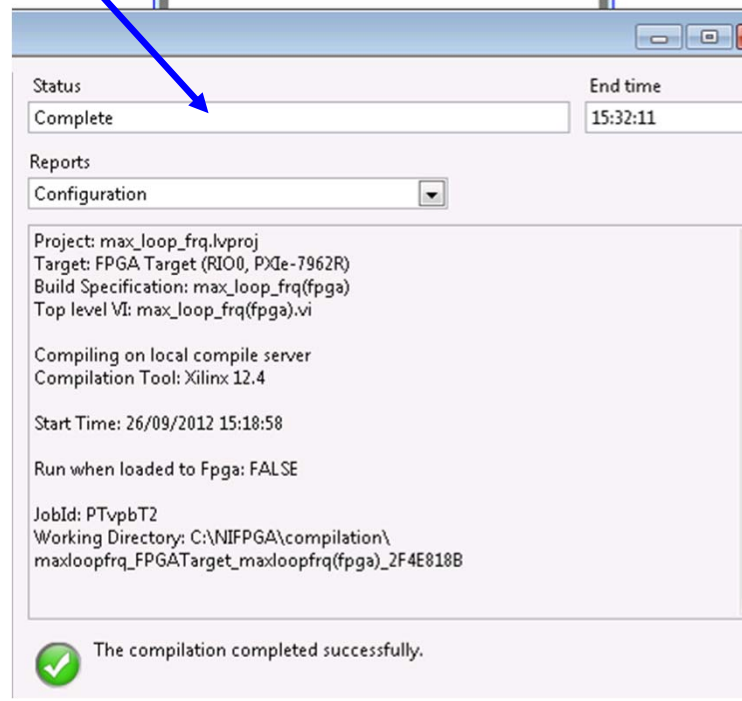 Status
End time
Complete
15:32:11
Reports
Configuration
Project: max_loop_frq.lvproj
Target: FPGA Target (RIO0, PXIe-7962R)
Build Specification: max_loop_frq(fpga)
Top level VI: max_loop_frq(fpga).vi
Compiling on local compile server
Compilation Tool: Xilinx 12.4
Start Time: 26/09/2012 15:18:58
Run when loaded to Fpga: FALSE
JobId: PTvpbT2
Working Directory: C:\NIFPGA\compilation\
maxloopfrq_FPGATarget_maxloopfrq(fpga)_2F4E818B
The compilation completed successfully.